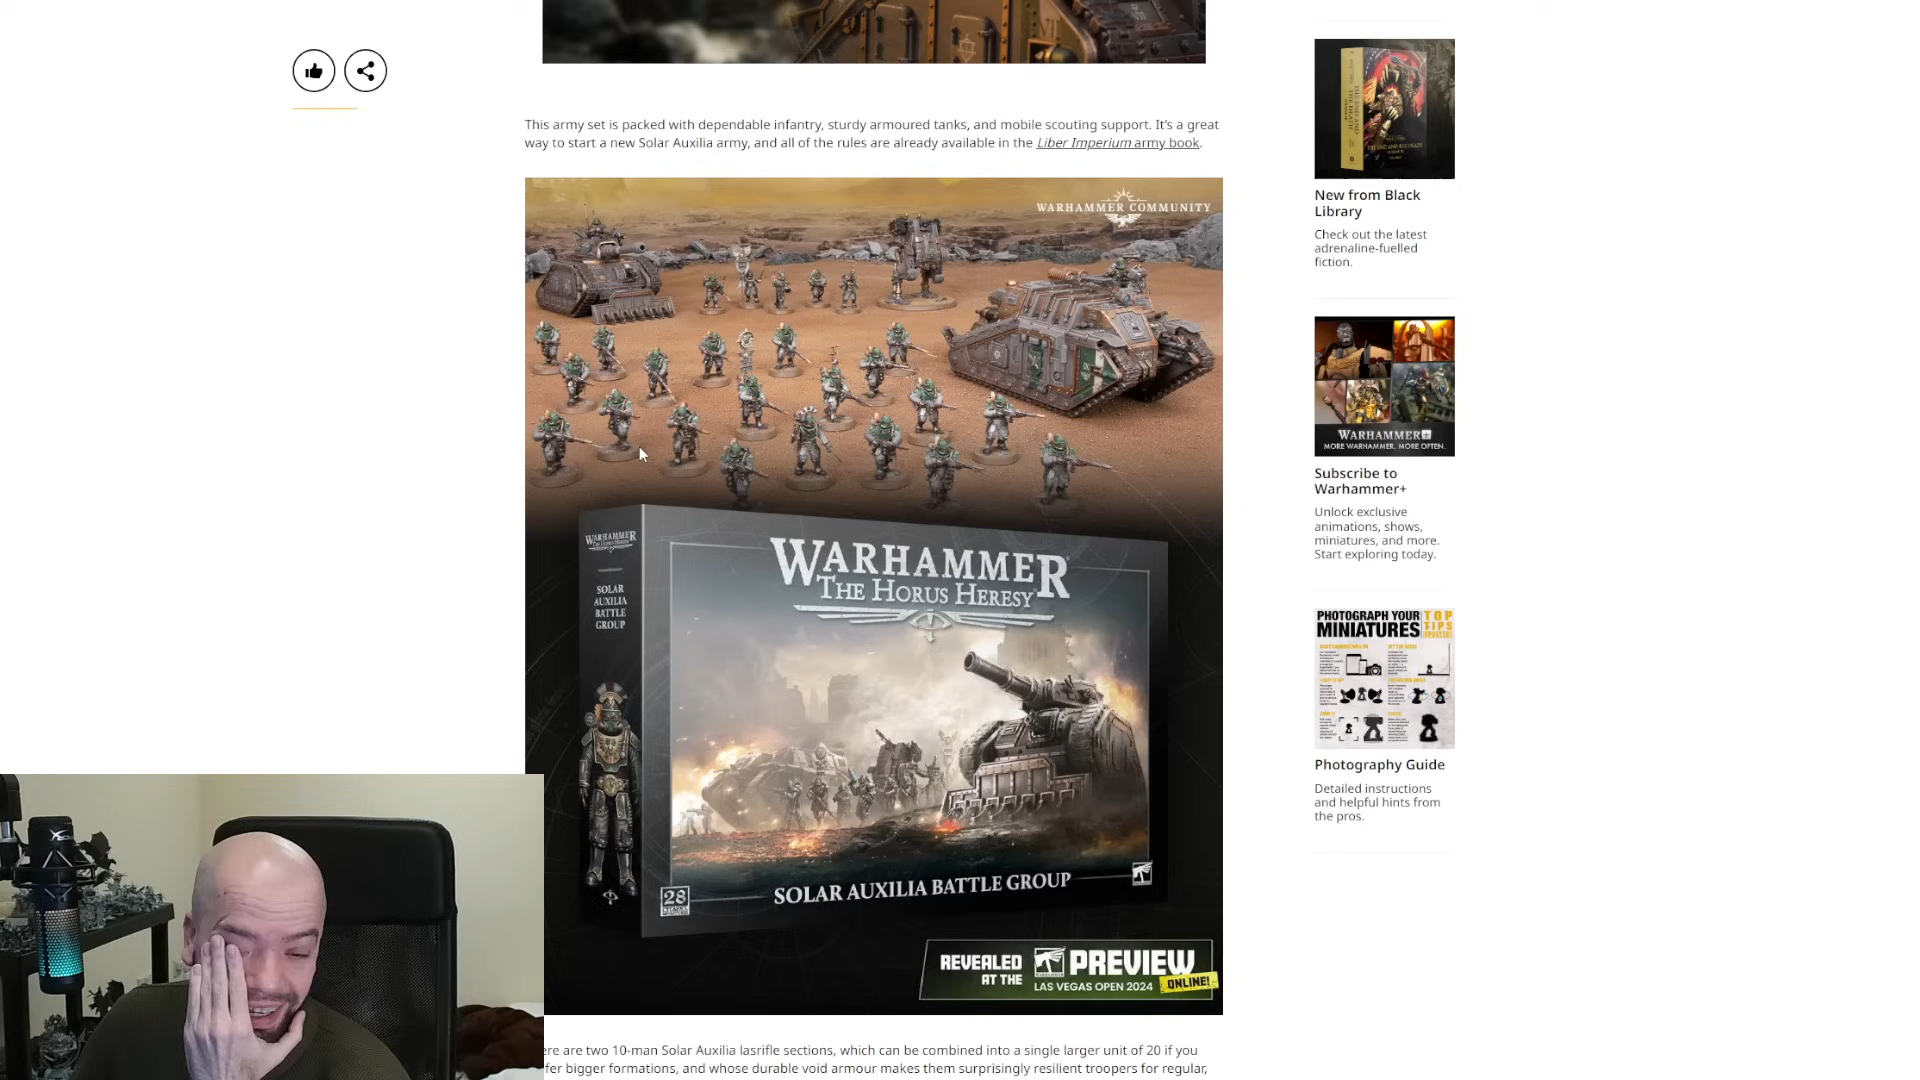 This army set is packed with dependable infantry, sturdy armoured tanks, and mobile scouting support. It's a great
way to start a new Solar Auxilia army, and all of the rules are already available in the Liber Imperium army book.
WARHAMMER COMMUNITY
WARHAMMER
THE HORUS HERESY
SOLAR
AUXILIA
BATTLE
GROUP
WARHAMMER
THE HORUS HERESY
28
SOLAR AUXILIA BATTLE GROUP
REVEALED
AT THE
PREVIEW
LAS VEGAS OPEN 2024 ONLINE!
ere are two 10-man Solar Auxilia lasrifle sections, which can be combined into a single larger unit of 20 if you
fer bigger formations, and whose durable void armour makes them surprisingly resilient troopers for regular,
New from Black
Library
Check out the latest
adrenaline-fuelled
fiction.
WARHAMMER+
MORE WARHAMMER. MORE OFTEN.
Subscribe to
Warhammer+
Unlock exclusive
animations, shows,
miniatures, and more.
Start exploring today.
PHOTOGRAPH YOUR
MINIATURES
TOP
TIPS
Photography Guide
Detailed instructions
and helpful hints from
the pros.